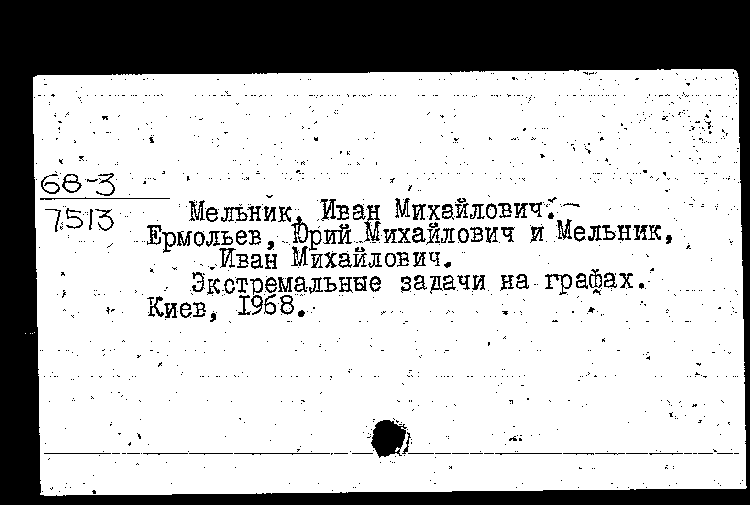 68-3
7513
Мельник, Иван Михайлович. —
Ермольев, Юрий Михайлович и Мельник,
Иван Михайлович.
Экстремальные задачи на графах.
Киев, 1968.